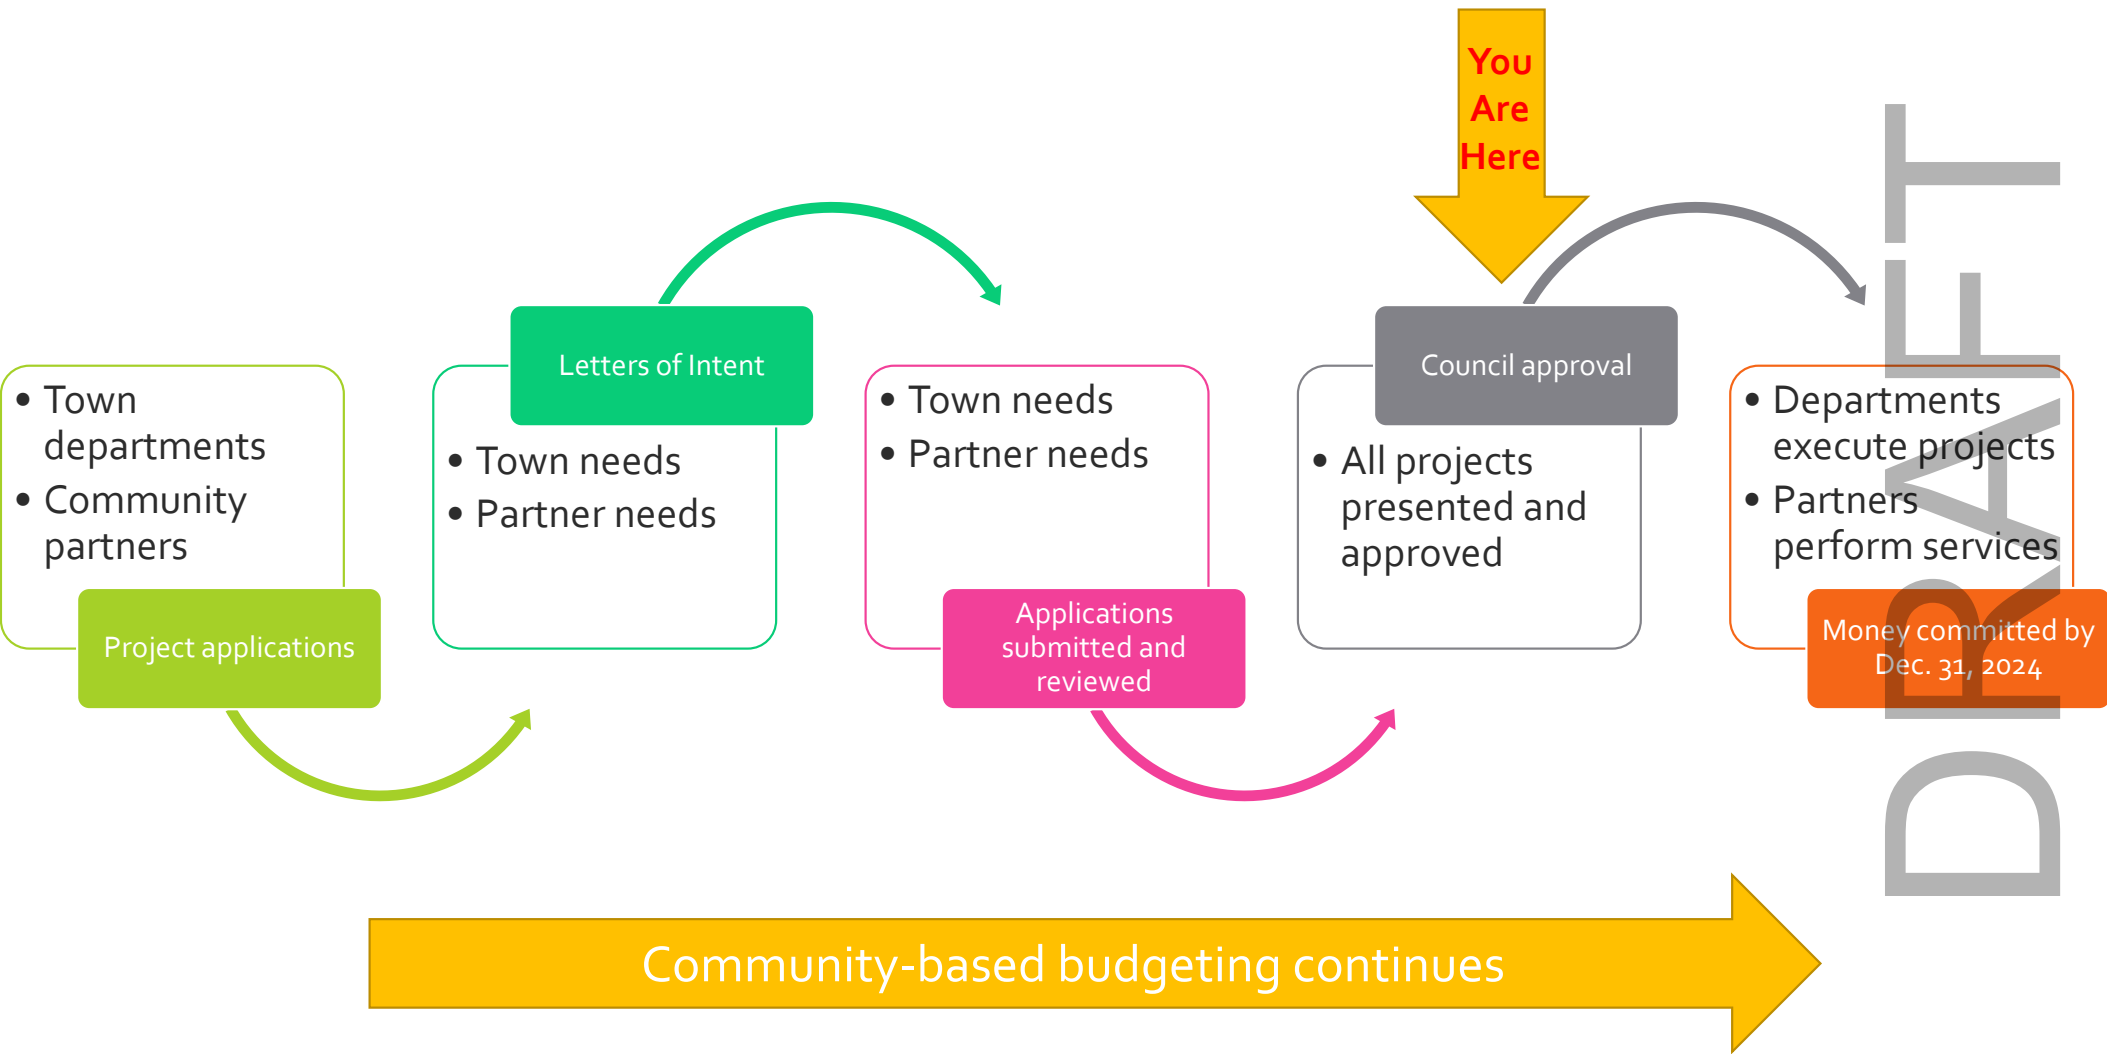 You
Are
Here
• Town
departments
• Community
partners
Project applications
Letters of Intent
• Town needs
• Partner needs
• Town needs
• Partner needs
Applications
submitted and
reviewed
Council approval
• All projects
presented and
approved
• Departments
execute projects
• Partners
perform services
Money committed by
Dec. 31, 2024
Community-based budgeting continues
DRAFT